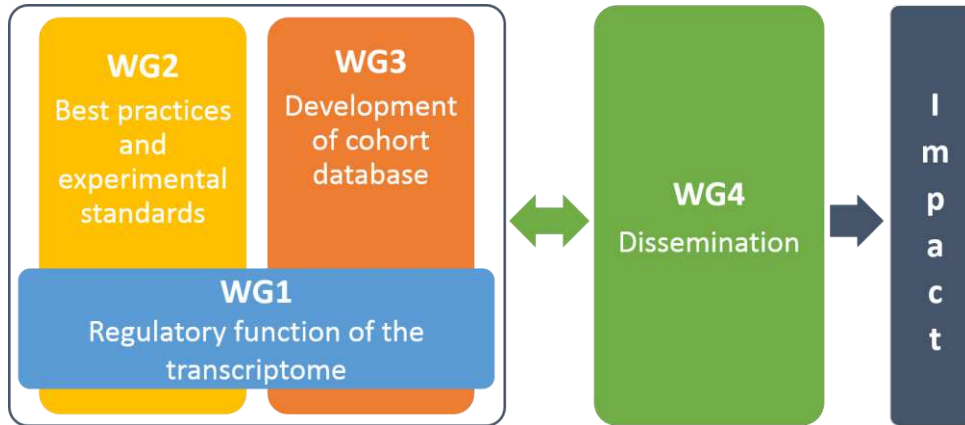 WG2
Best practices
and
experimental
standards
WG3
Development
of cohort
database
WG1
Regulatory function of the
transcriptome
WG4
Dissemination
I
m
p
a
c
t